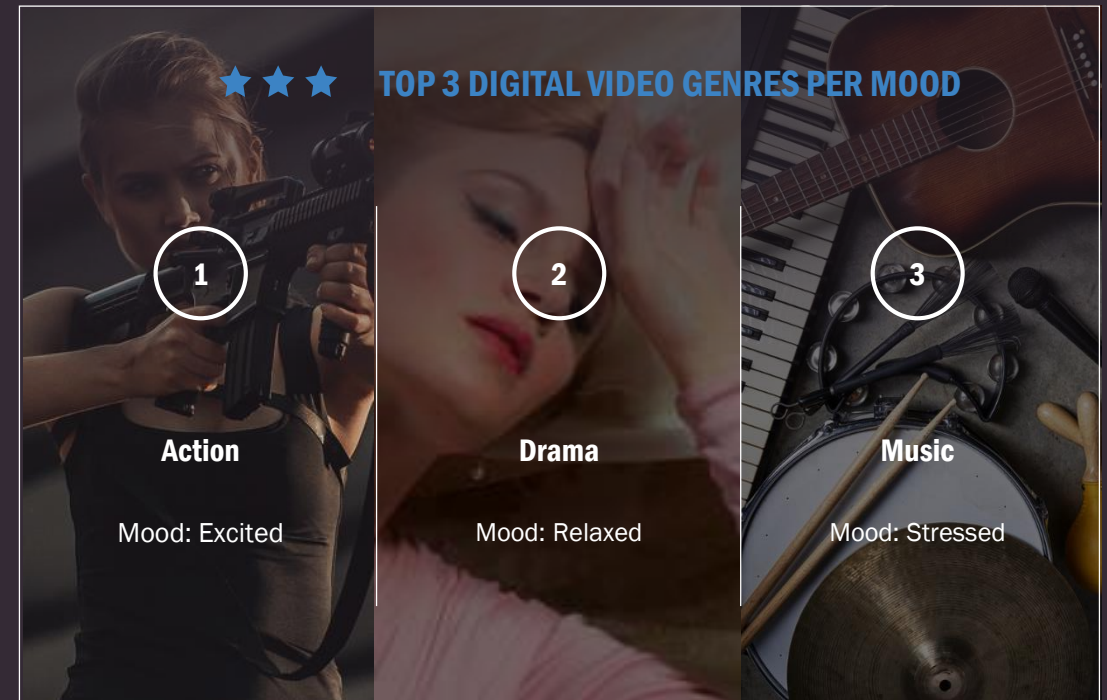 TOP 3 DIGITAL VIDEO GENRES PER MOOD
1
Action
Mood: Excited
2
Drama
Mood: Relaxed
3
Music
Mood: Stressed